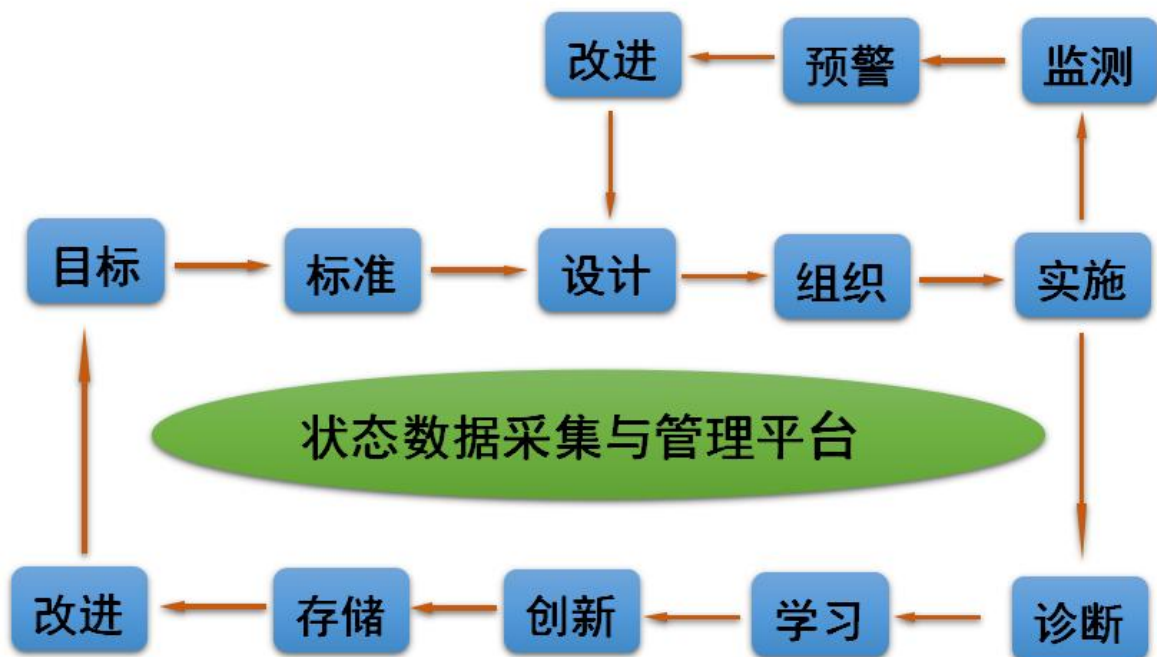 改进
预警
监测
目标
标准
设计
组织
实施
状态数据采集与管理平台
改进
存储
创新
学习
诊断